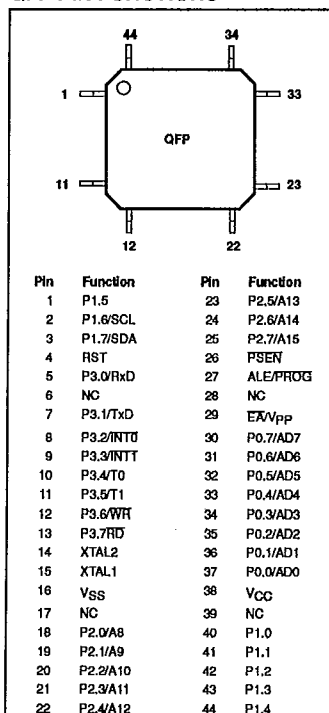 44 34
1 33
QFP
11 23
12 22
Pin Function Pin Function
1 P1.5 23 P2.5/A13
2 P1.6/SCL 24 P2.6/A14
3 P1.7/SDA 25 P2.7/A15
4 RST 26 PSEN
5 P3.0/RxD 27 ALE/PROG
6 NC 28 NC
7 P3.1/TxD 29 EA/VPP
8 P3.2/INT0 30 P0.7/AD7
9 P3.3/INT1 31 P0.6/AD6
10 P3.4/T0 32 P0.5/AD5
11 P3.5/T1 33 P0.4/AD4
12 P3.6/WR 34 P0.3/AD3
13 P3.7RD 35 P0.2/AD2
14 XTAL2 36 P0.1/AD1
15 XTAL1 37 P0.0/AD0
16 VSS 38 VCC
17 NC 39 NC
18 P2.0/A8 40 P1.0
19 P2.1/A9 41 P1.1
20 P2.2/A10 42 P1.2
21 P2.3/A11 43 P1.3
22 P2.4/A12 44 P1.4